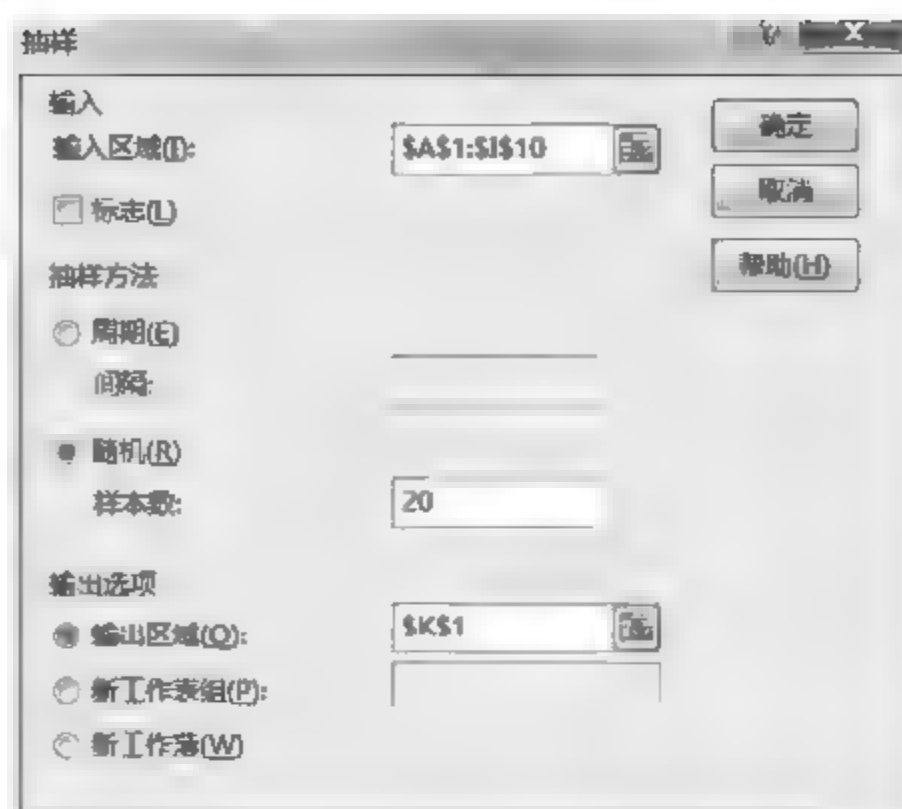 抽样
输入
输入区域(I):
$A$1:$I$10
确定
标志(L)
取消
抽样方法
帮助(H)
周期(E)
间隔:
随机(R)
样本数:
20
输出选项
输出区域(O):
$K$1
新工作表组(P):
新工作薄(W)